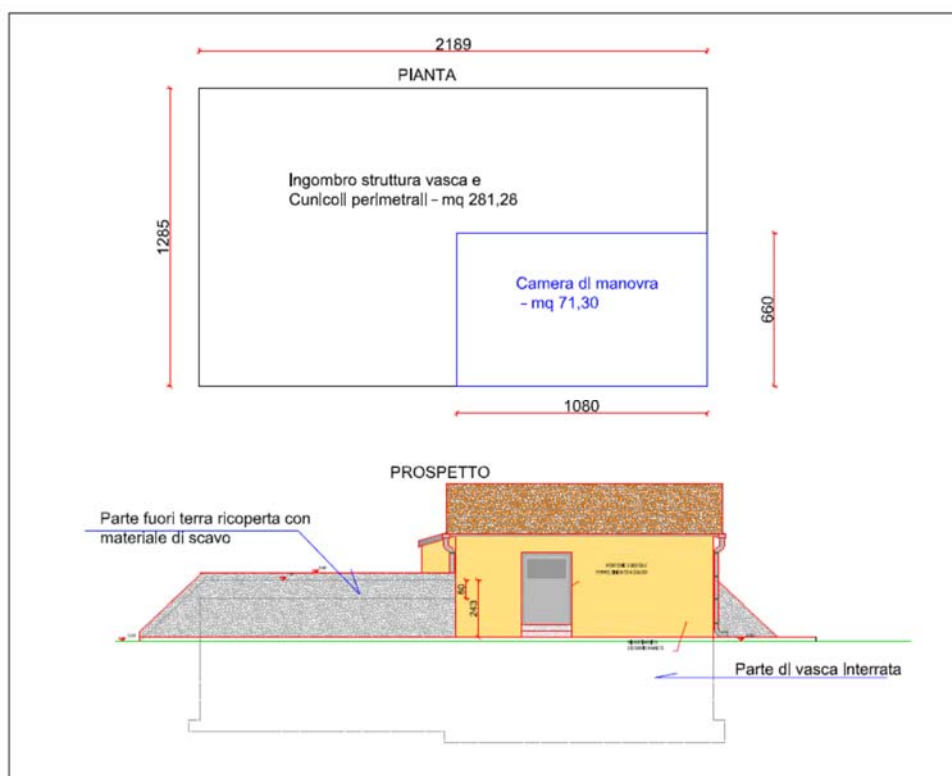 2189
PIANTA
Ingombro struttura vasca e
Cunicoli perimetrali - mq 281,28
1285
Camera di manovra
- mq 71,30
660
1080
PROSPETTO
Parte fuori terra ricoperta con
materiale di scavo
60
243
Parte di vasca interrata